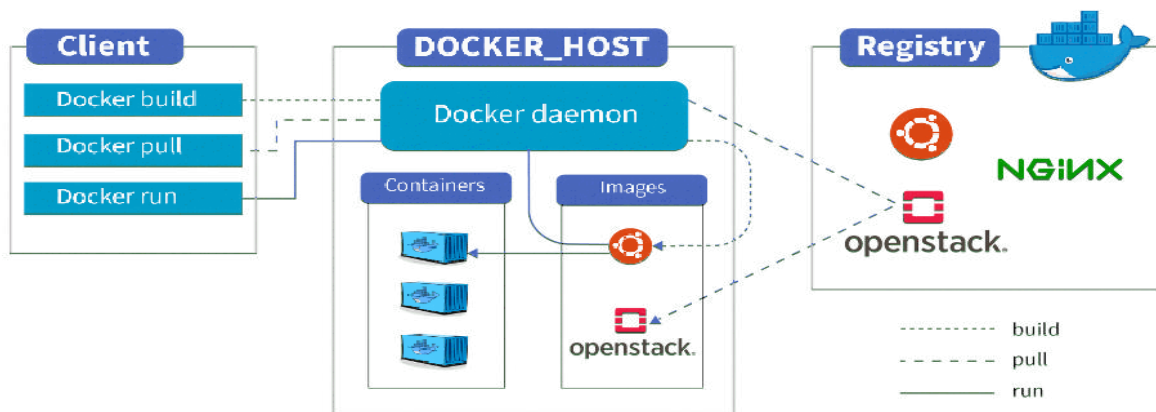 Client
Docker build
Docker pull
Docker run
DOCKER_HOST
Docker daemon
Containers
Images
openstack.
Registry
NGiNX
openstack.
build
pull
run